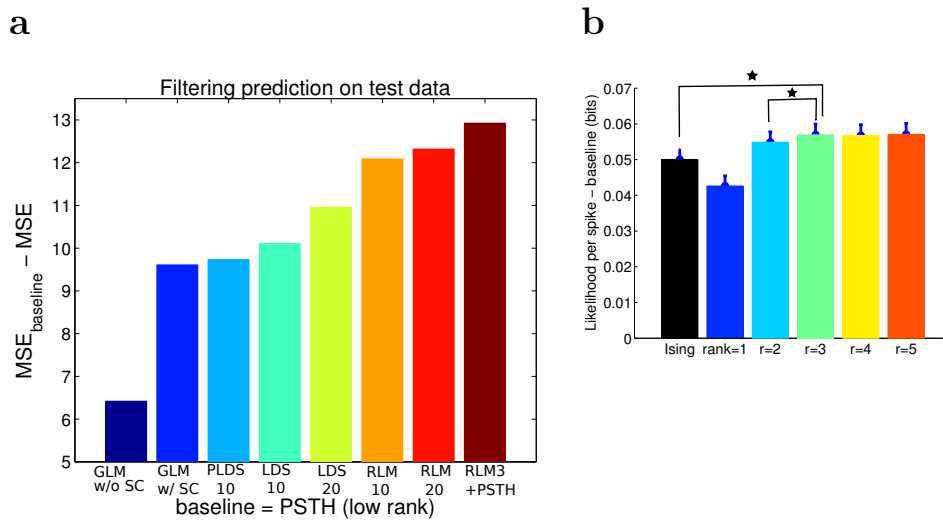 a
Filtering prediction on test data
MSE_baseline − MSE
13
12
11
10
9
8
7
6
5
GLM w/o SC
GLM w/ SC
PLDS 10
LDS 10
LDS 20
RLM 10
RLM 20
RLM3 +PSTH
baseline = PSTH (low rank)
b
Likelihood per spike − baseline (bits)
0.07
0.06
0.05
0.04
0.03
0.02
0.01
0
Ising rank=1 r=2 r=3 r=4 r=5